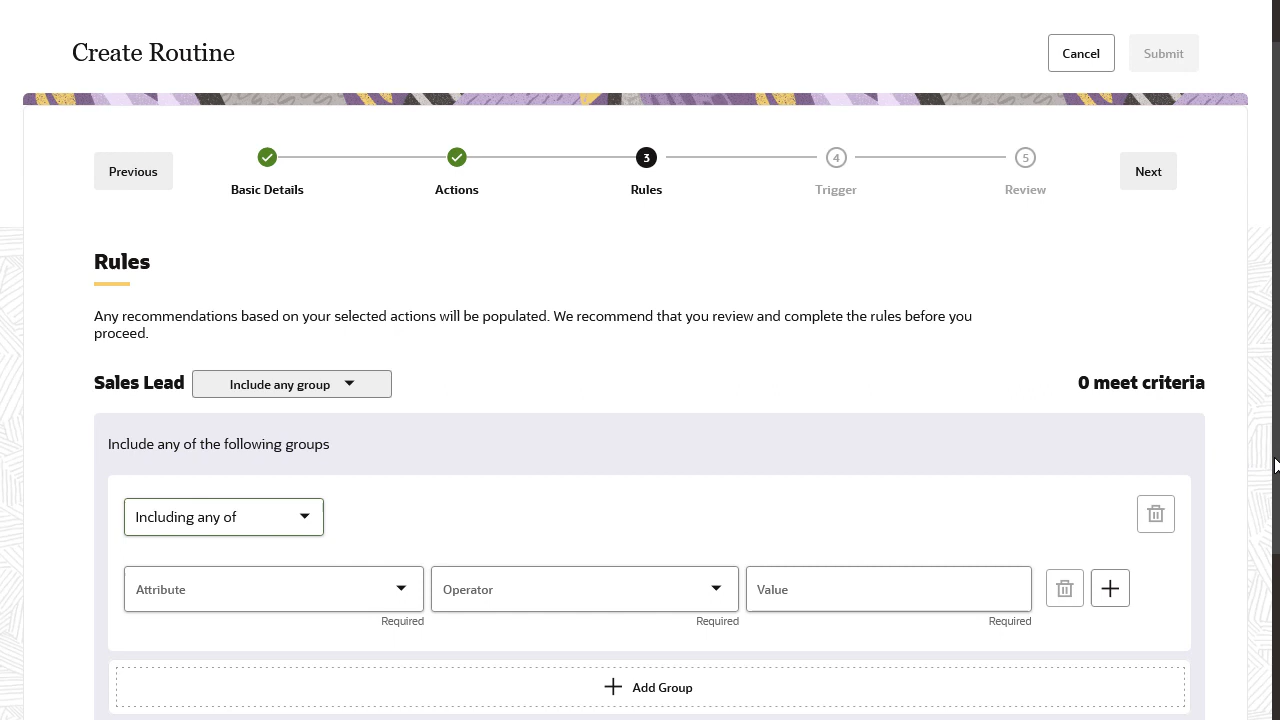 Create Routine
Cancel
Submit
Previous
Basic Details
Actions
3
Rules
4
Trigger
5
Review
Next
Rules
Any recommendations based on your selected actions will be populated. We recommend that you review and complete the rules before you
proceed.
Sales Lead
Include any group
0 meet criteria
Include any of the following groups
Including any of
Attribute
Operator
Value
Required
Required
Required
Add Group